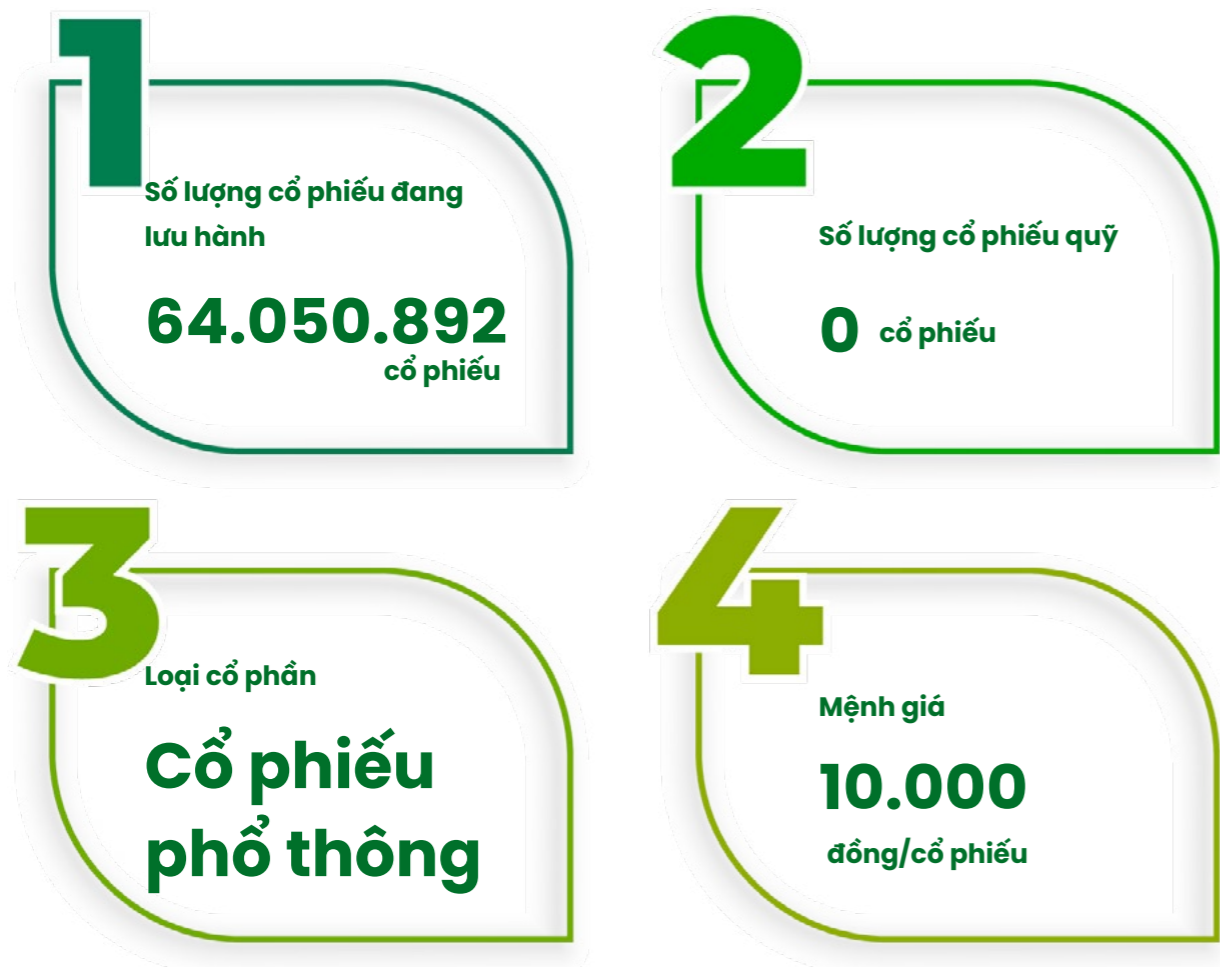 1
Số lượng cổ phiếu đang
lưu hành
64.050.892
cổ phiếu
2
Số lượng cổ phiếu quỹ
0 cổ phiếu
3
Loại cổ phần
Cổ phiếu
phổ thông
4
Mệnh giá
10.000
đồng/cổ phiếu